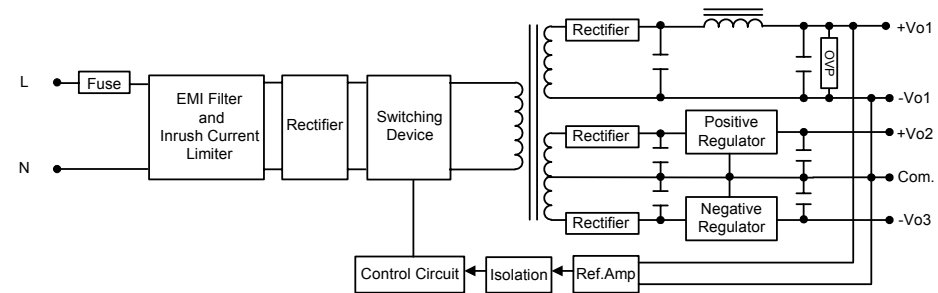 L
Fuse
N
EMI Filter
and
Inrush Current
Limiter
Rectifier
Switching
Device
Rectifier
OVP
+Vo1
-Vo1
Rectifier
Positive
Regulator
+Vo2
Com.
Rectifier
Negative
Regulator
-Vo3
Control Circuit
Isolation
Ref.Amp